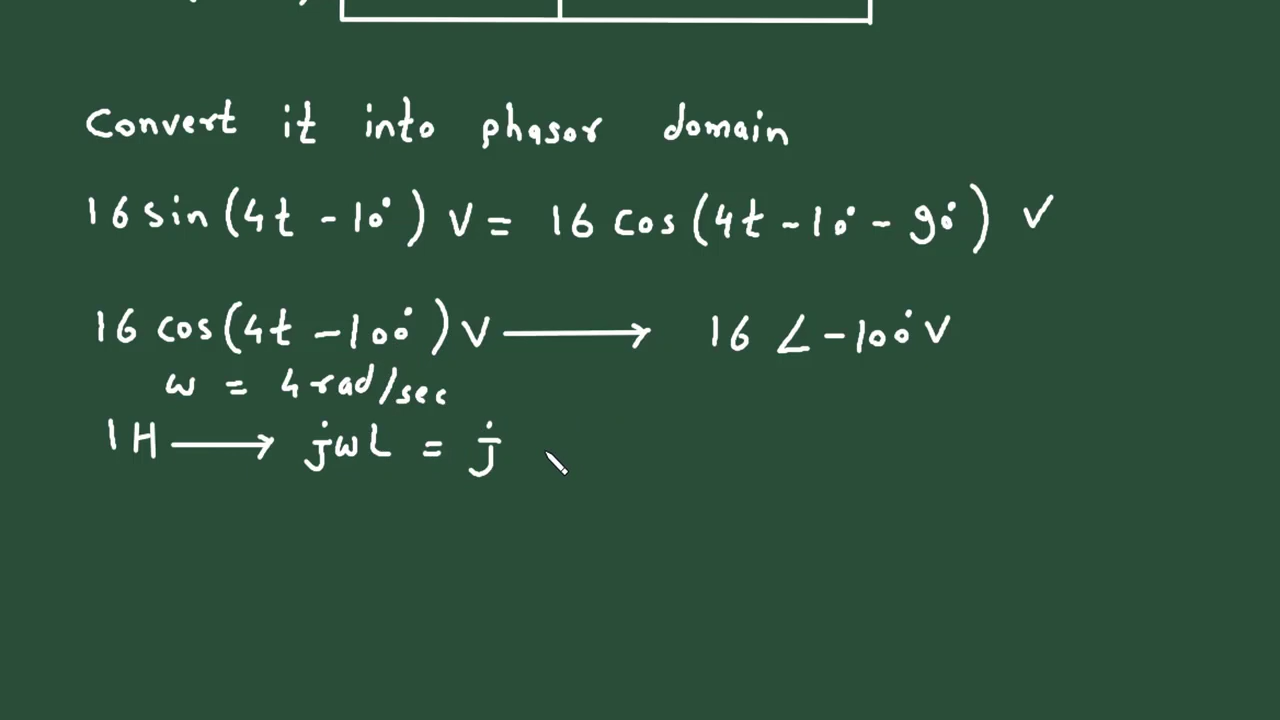 Convert it into phasor domain
16 sin(4t - 10°) V = 16 cos(4t - 10° - 90°) V
16 cos(4t - 100°) V ⟶ 16 ∠ -100° V
ω = 4 rad/sec
1 H ⟶ jωL = j